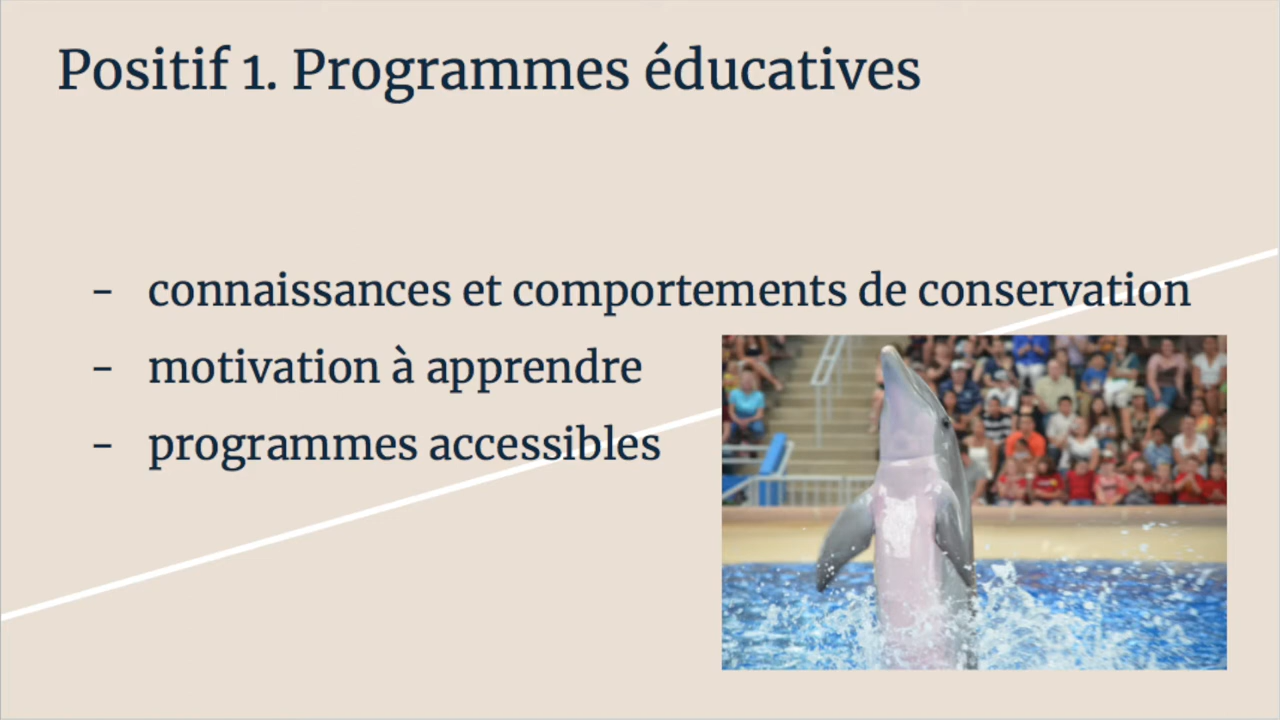 Positif 1. Programmes éducatives
- connaissances et comportements de conservation
- motivation à apprendre
- programmes accessibles